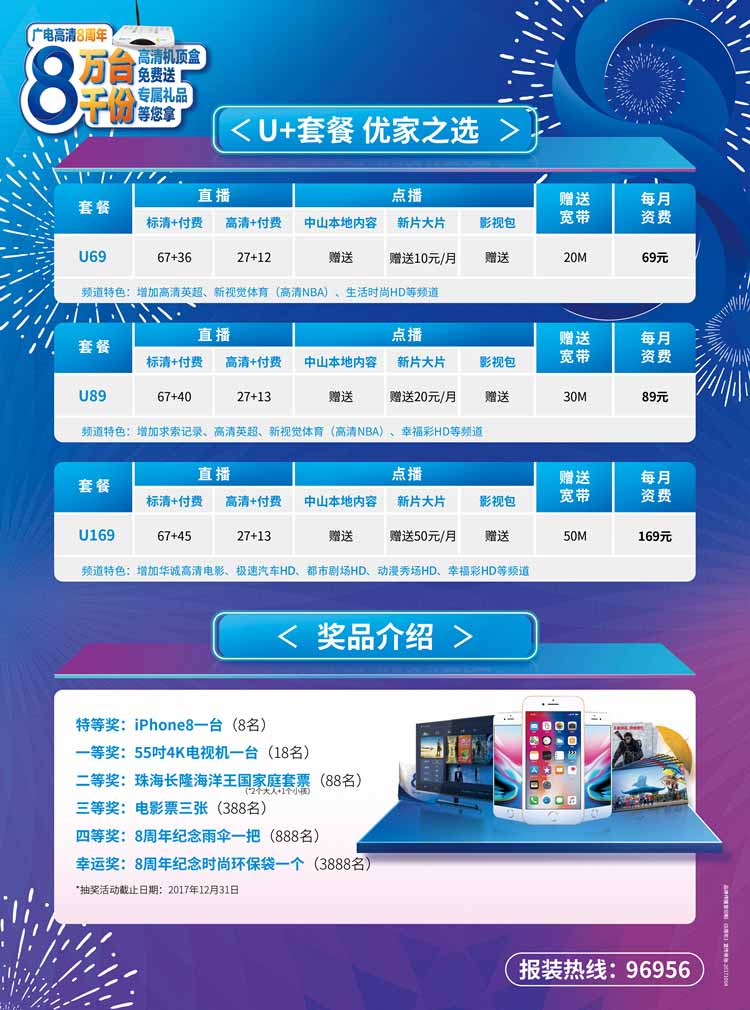 广电高清8周年
8万台 高清机顶盒免费送
8千份 专属礼品等您拿
< U+套餐 优家之选 >
套餐 直播 点播 赠送宽带 每月资费
标清+付费 高清+付费 中山本地内容 新片大片 影视包
U69 67+36 27+12 赠送 赠送10元/月 赠送 20M 69元
频道特色：增加高清英超、新视觉体育（高清NBA）、生活时尚HD等频道
套餐 直播 点播 赠送宽带 每月资费
标清+付费 高清+付费 中山本地内容 新片大片 影视包
U89 67+40 27+13 赠送 赠送20元/月 赠送 30M 89元
频道特色：增加求索记录、高清英超、新视觉体育（高清NBA）、幸福彩HD等频道
套餐 直播 点播 赠送宽带 每月资费
标清+付费 高清+付费 中山本地内容 新片大片 影视包
U169 67+45 27+13 赠送 赠送50元/月 赠送 50M 169元
频道特色：增加华诚高清电影、极速汽车HD、都市剧场HD、动漫秀场HD、幸福彩HD等频道
< 奖品介绍 >
特等奖：iPhone8一台（8名）
一等奖：55吋4K电视机一台（18名）
二等奖：珠海长隆海洋王国家庭套票（88名）
(*2个大人+1个小孩)
三等奖：电影票三张（388名）
四等奖：8周年纪念雨伞一把（888名）
幸运奖：8周年纪念时尚环保袋一个（3888名）
*抽奖活动截止日期：2017年12月31日
报装热线：96956